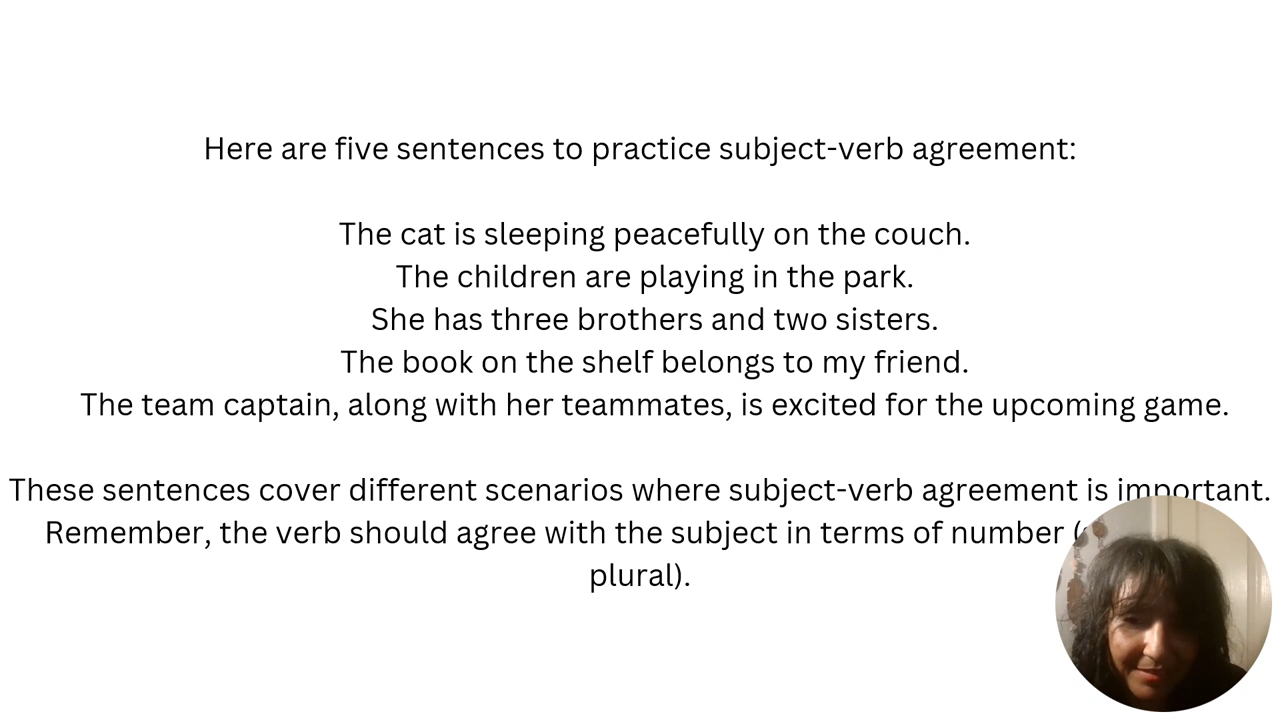 Here are five sentences to practice subject-verb agreement:
The cat is sleeping peacefully on the couch.
The children are playing in the park.
She has three brothers and two sisters.
The book on the shelf belongs to my friend.
The team captain, along with her teammates, is excited for the upcoming game.
These sentences cover different scenarios where subject-verb agreement is important.
Remember, the verb should agree with the subject in terms of number (
plural).